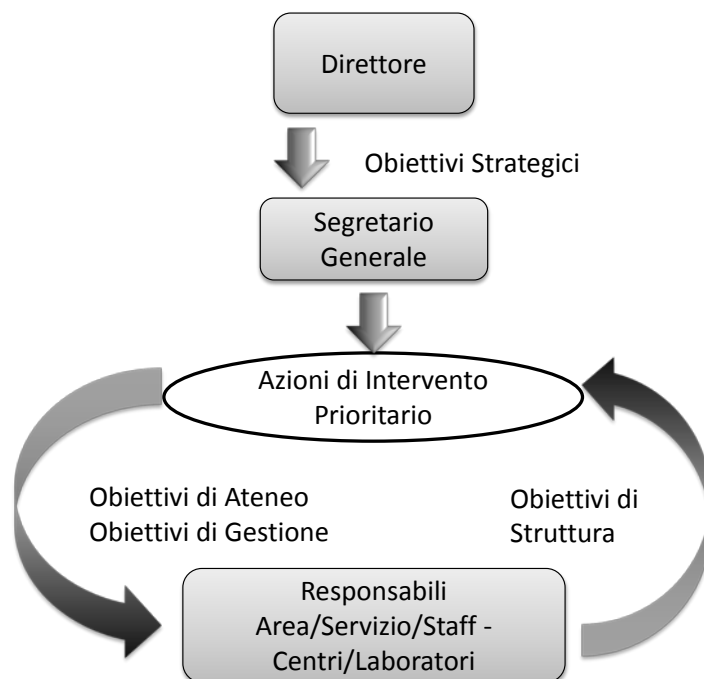 Direttore
Obiettivi Strategici
Segretario
Generale
Azioni di Intervento
Prioritario
Obiettivi di Ateneo
Obiettivi di Gestione
Obiettivi di
Struttura
Responsabili
Area/Servizio/Staff -
Centri/Laboratori